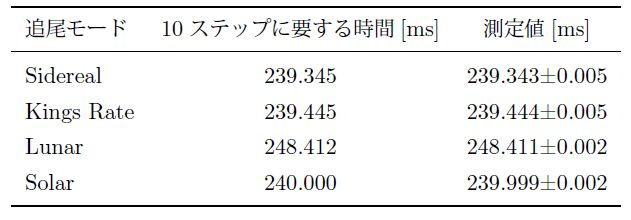 追尾モード 10 ステップに要する時間 [ms] 測定値 [ms]
Sidereal 239.345 239.343±0.005
Kings Rate 239.445 239.444±0.005
Lunar 248.412 248.411±0.002
Solar 240.000 239.999±0.002